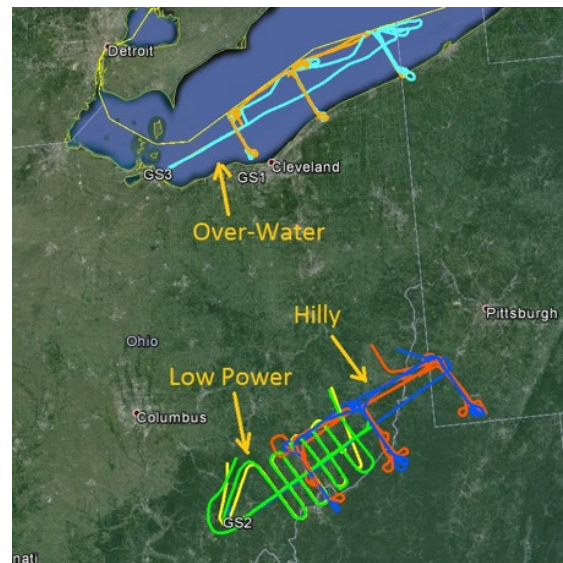 Detroit
GS3
GS1
Cleveland
Over-Water
Hilly
Pittsburgh
Ohio
Low Power
Columbus
GS2
nati